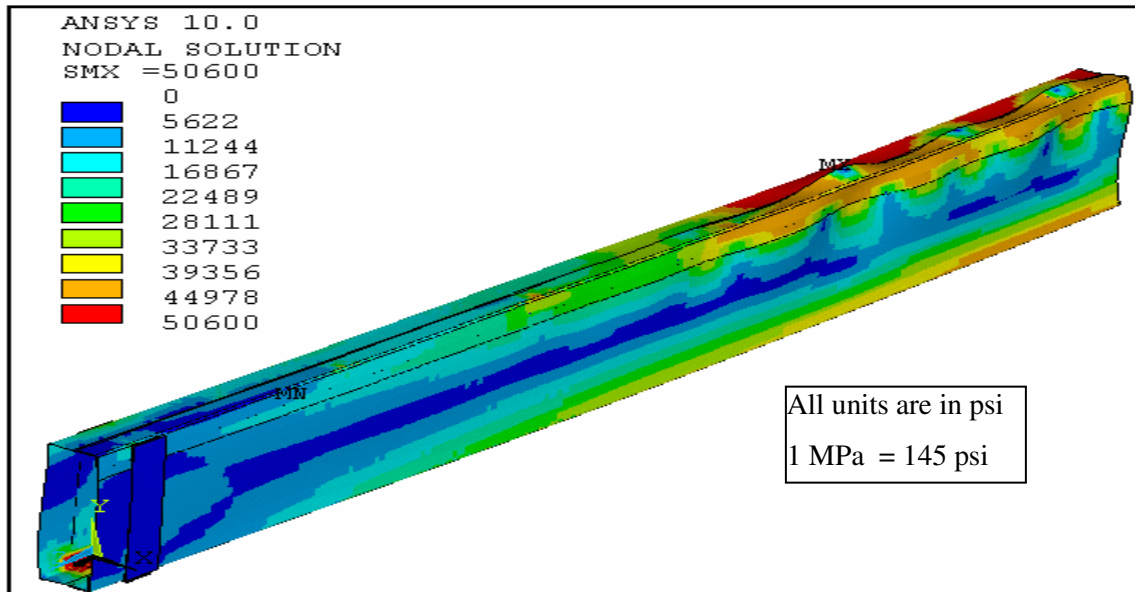 ANSYS 10.0
NODAL SOLUTION
SMX =50600
0
5622
11244
16867
22489
28111
33733
39356
44978
50600
MX
MN
All units are in psi
1 MPa = 145 psi
Y
X